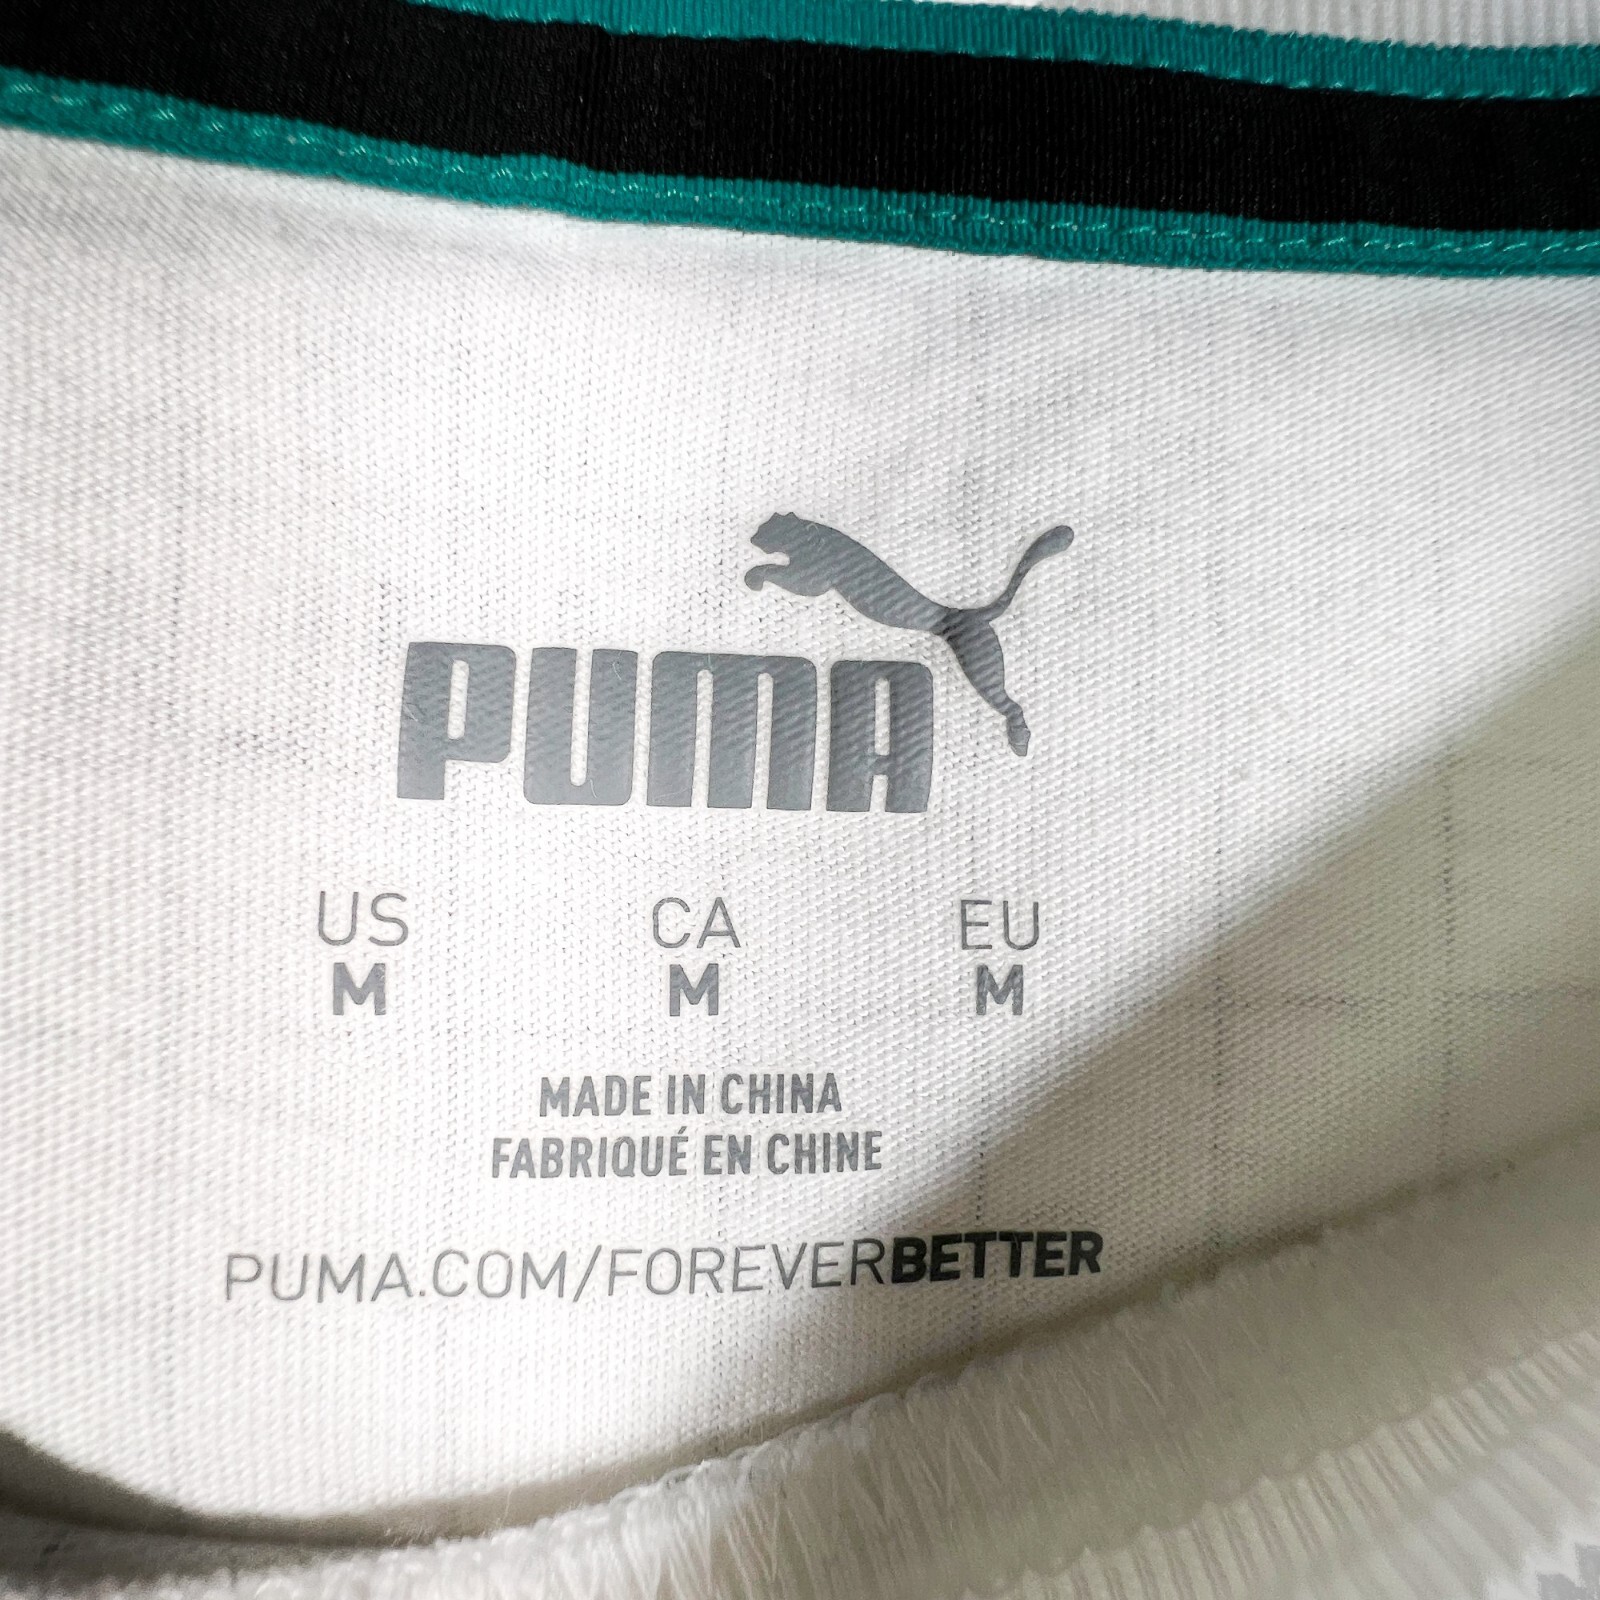 PUMA
US CA EU
M M M
MADE IN CHINA
FABRIQUÉ EN CHINE
PUMA.COM/FOREVERBETTER